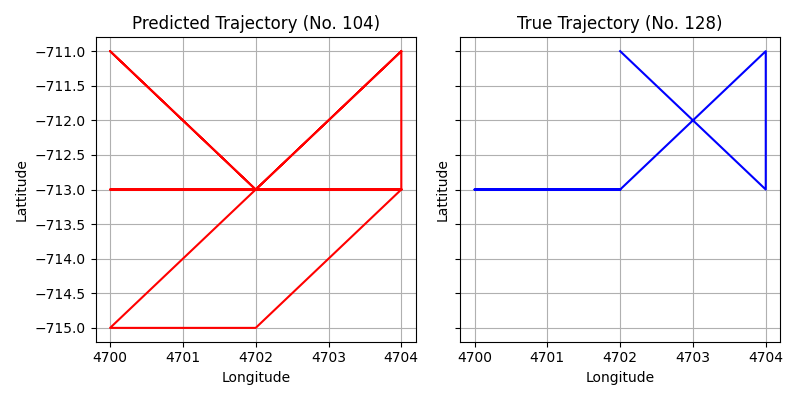 Predicted Trajectory (No. 104)
True Trajectory (No. 128)
−711.0
−711.5
−712.0
−712.5
−713.0
−713.5
−714.0
−714.5
−715.0
Lattitude
Lattitude
4700 4701 4702 4703 4704
4700 4701 4702 4703 4704
Longitude
Longitude